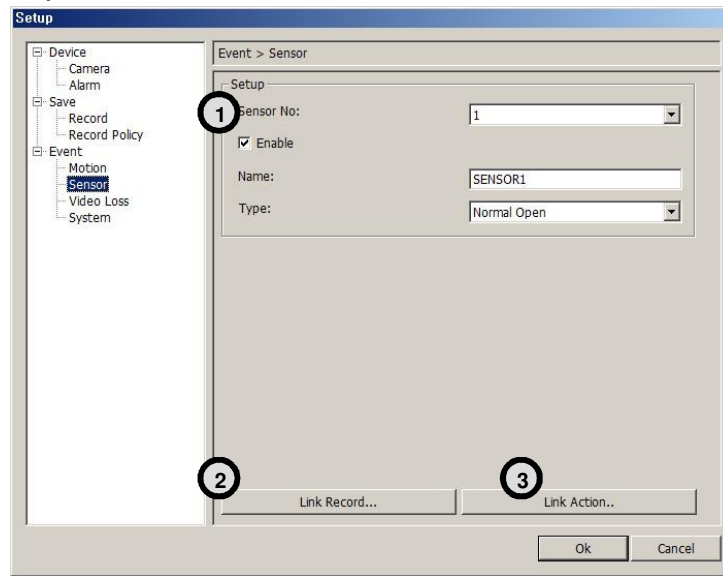 Setup
Device
Camera
Alarm
Save
Record
Record Policy
Event
Motion
Sensor
Video Loss
System
Event > Sensor
Setup
1 Sensor No: 1
Enable
Name: SENSOR1
Type: Normal Open
2 3
Link Record... Link Action..
Ok Cancel